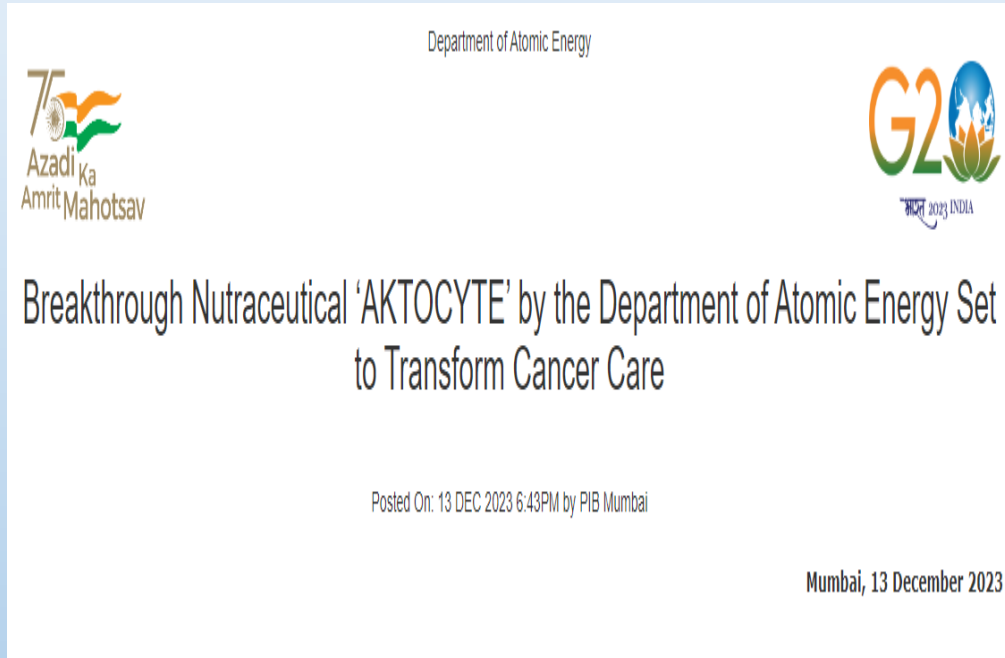 Department of Atomic Energy
75
Azadi Ka
Amrit Mahotsav
G20
भारत 2023 INDIA
Breakthrough Nutraceutical ‘AKTOCYTE’ by the Department of Atomic Energy Set
to Transform Cancer Care
Posted On: 13 DEC 2023 6:43PM by PIB Mumbai
Mumbai, 13 December 2023